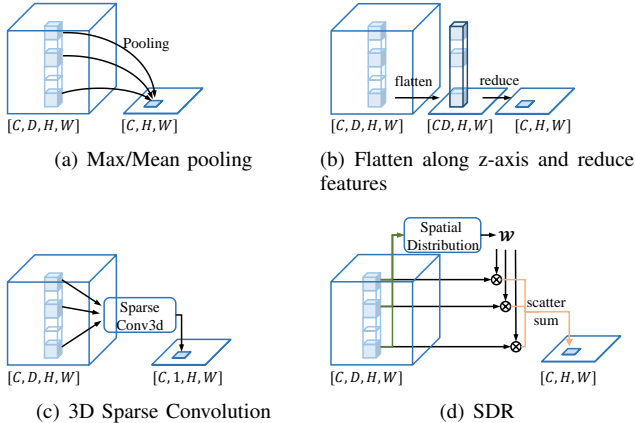 Pooling
[C, D, H, W]
[C, H, W]
(a) Max/Mean pooling
flatten
reduce
[C, D, H, W]
[CD, H, W]
[C, H, W]
(b) Flatten along z-axis and reduce
features
Sparse
Conv3d
[C, D, H, W]
[C, 1, H, W]
(c) 3D Sparse Convolution
Spatial
Distribution
w
scatter
sum
[C, D, H, W]
[C, H, W]
(d) SDR